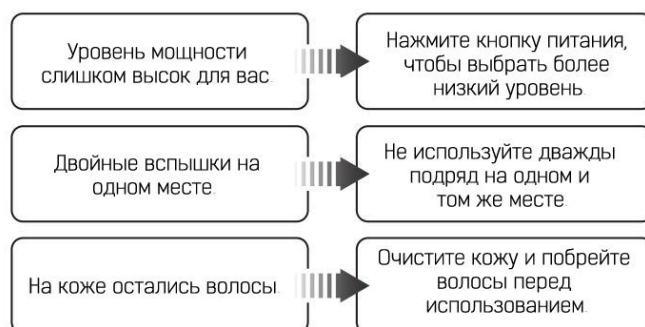 Уровень мощности
слишком высок для вас.
Нажмите кнопку питания,
чтобы выбрать более
низкий уровень.
Двойные вспышки на
одном месте.
Не используйте дважды
подряд на одном и
том же месте.
На коже остались волосы.
Очистите кожу и побрейте
волосы перед
использованием.